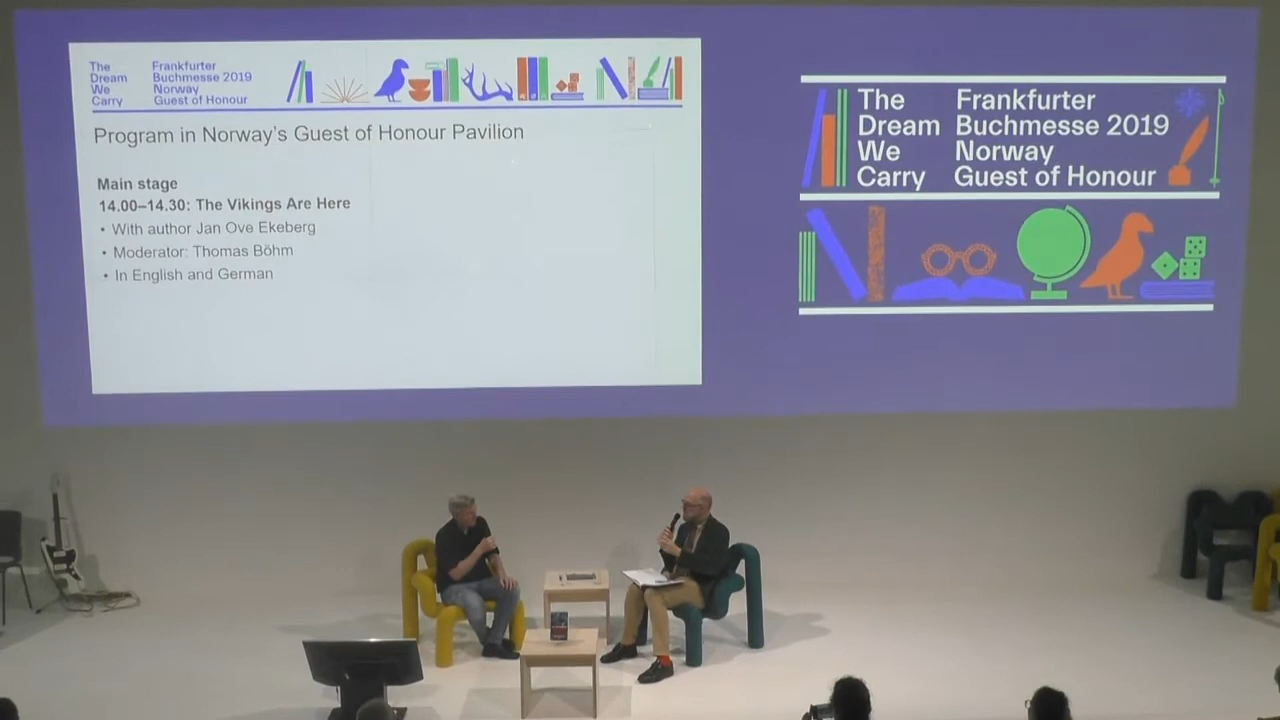 The Dream We Carry
Frankfurter Buchmesse 2019 Norway Guest of Honour
Program in Norway's Guest of Honour Pavilion
Main stage
14.00–14.30: The Vikings Are Here
• With author Jan Ove Ekeberg
• Moderator: Thomas Böhm
• In English and German
The Dream We Carry
Frankfurter Buchmesse 2019 Norway Guest of Honour